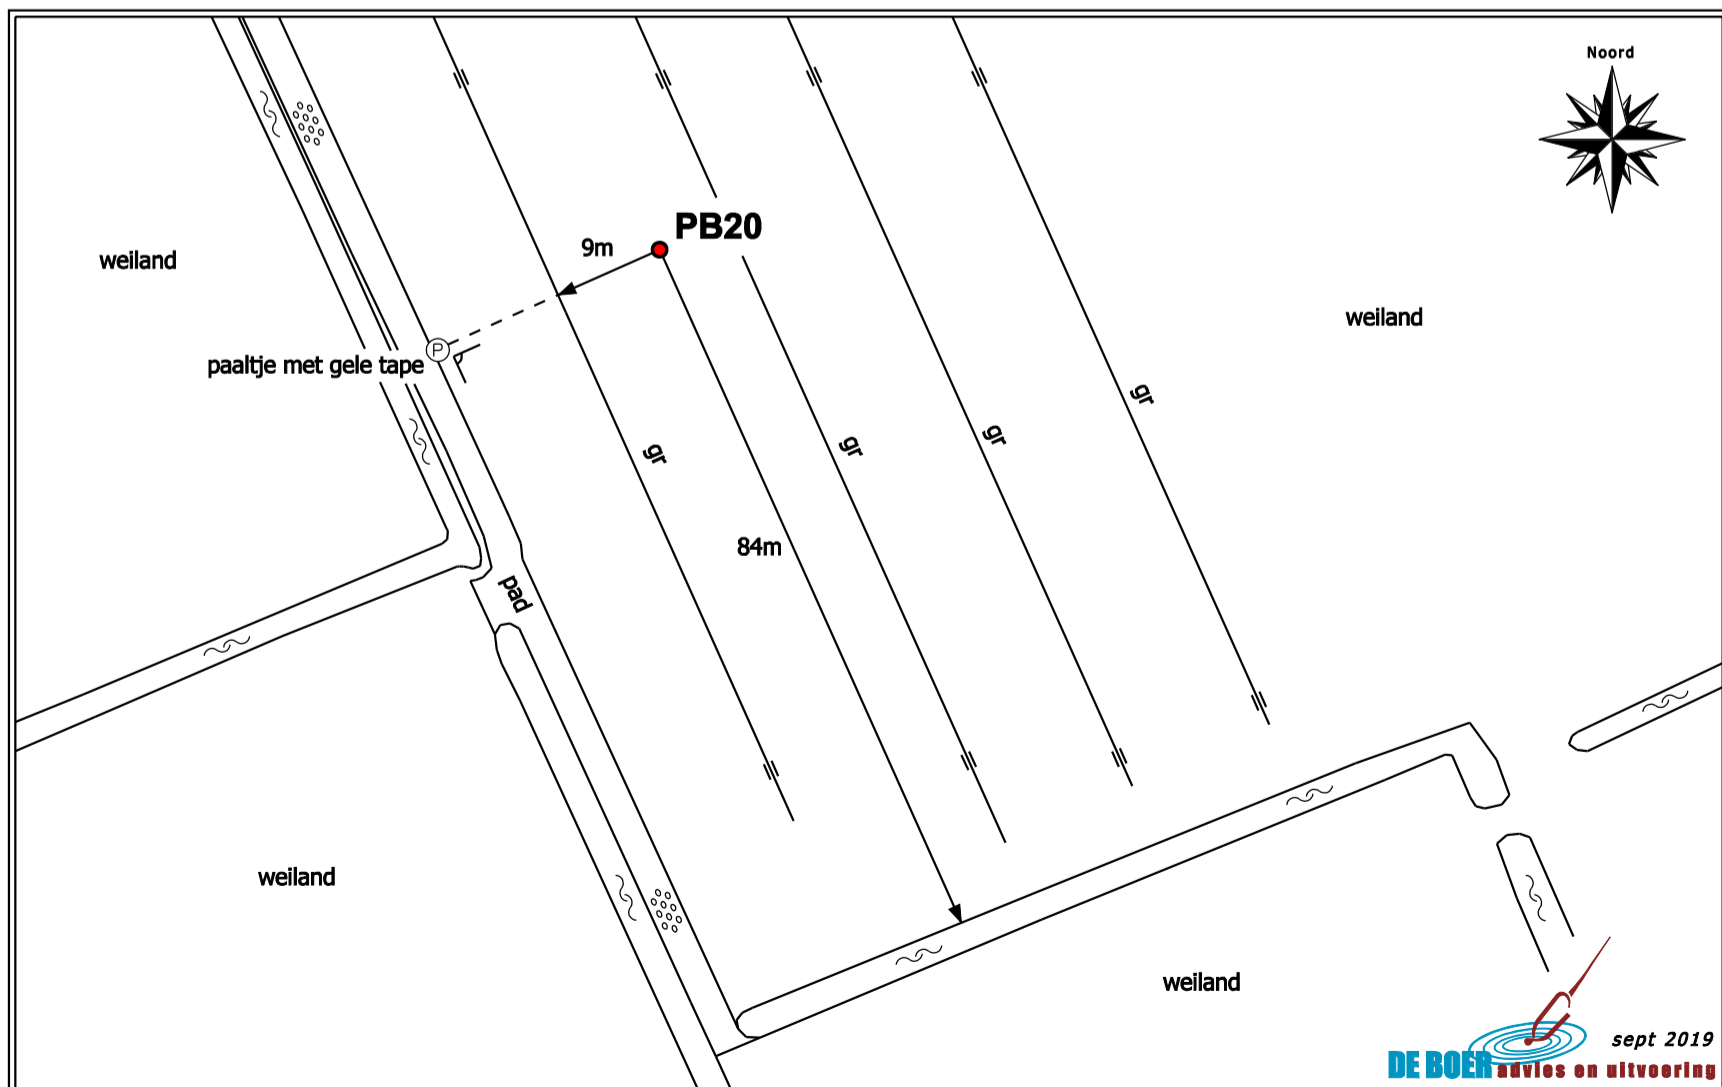 Noord
PB20
9m
weiland
weiland
paaltje met gele tape
P
gr
gr
gr
gr
84m
pad
weiland
weiland
sept 2019
DE BOER advies en uitvoering